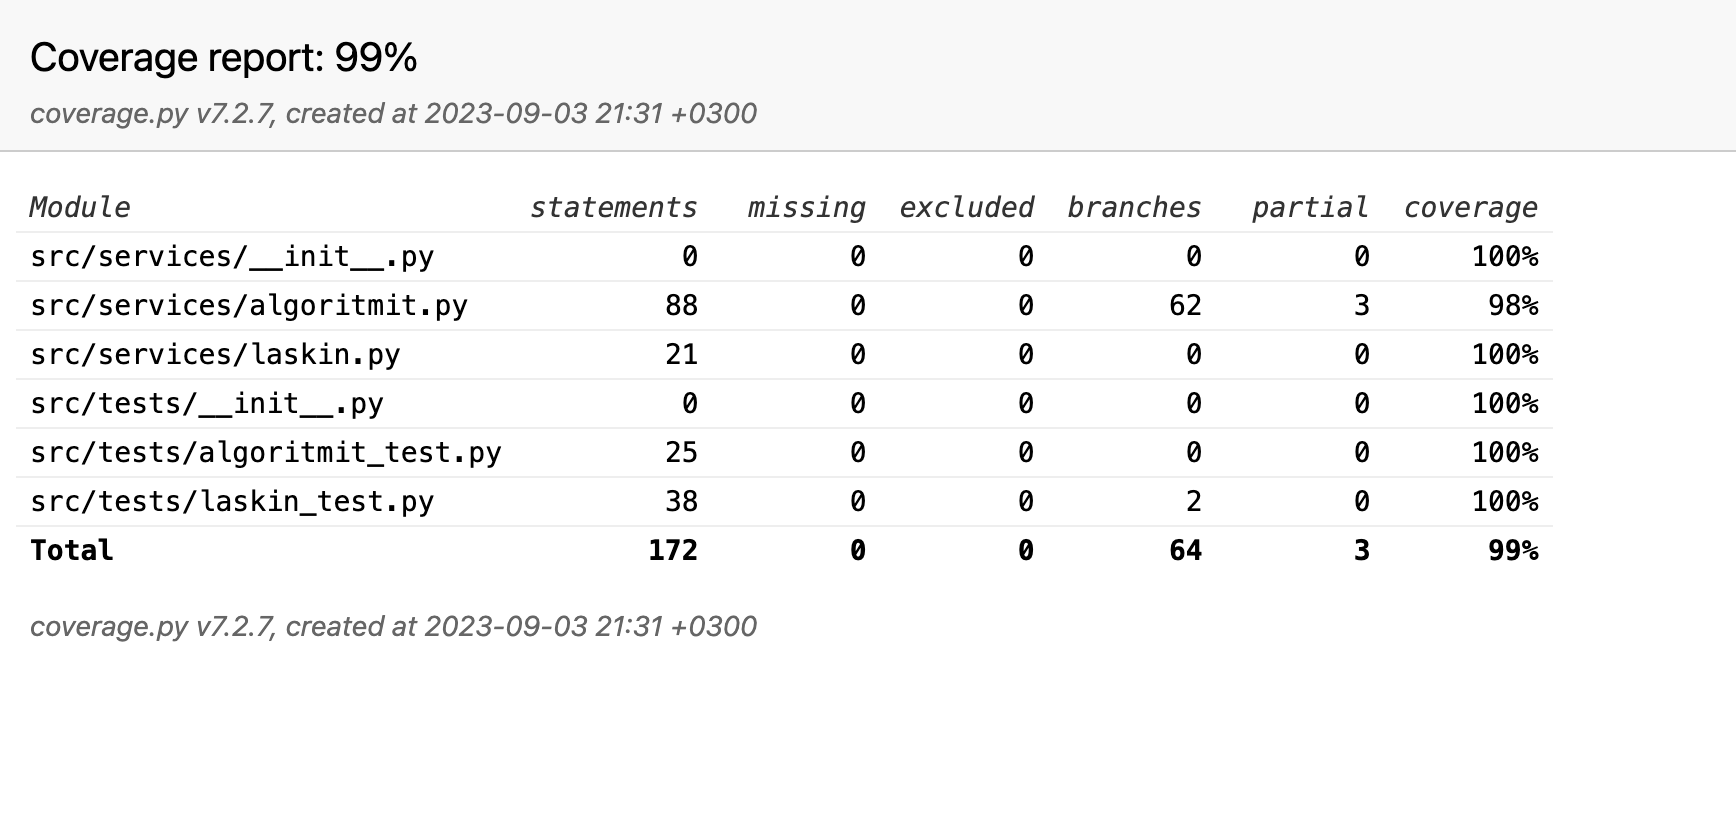 Coverage report: 99%
coverage.py v7.2.7, created at 2023-09-03 21:31 +0300
Module statements missing excluded branches partial coverage
src/services/__init__.py 0 0 0 0 0 100%
src/services/algoritmit.py 88 0 0 62 3 98%
src/services/laskin.py 21 0 0 0 0 100%
src/tests/__init__.py 0 0 0 0 0 100%
src/tests/algoritmit_test.py 25 0 0 0 0 100%
src/tests/laskin_test.py 38 0 0 2 0 100%
Total 172 0 0 64 3 99%
coverage.py v7.2.7, created at 2023-09-03 21:31 +0300